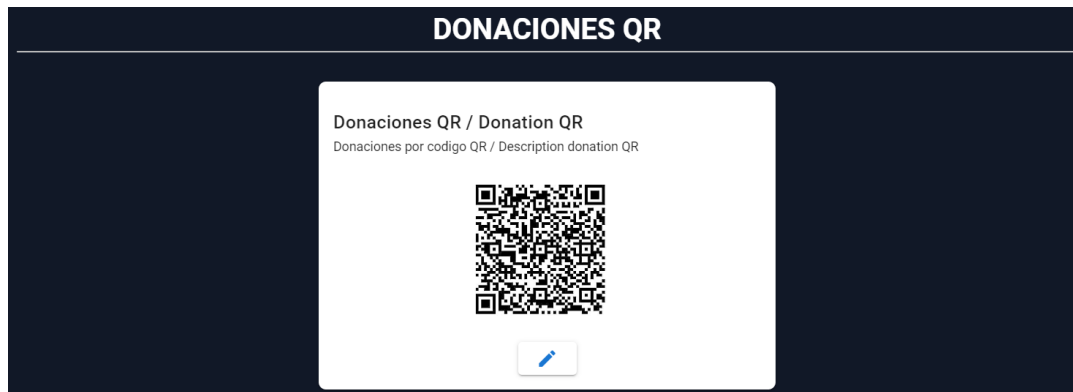 DONACIONES QR
Donaciones QR / Donation QR
Donaciones por codigo QR / Description donation QR